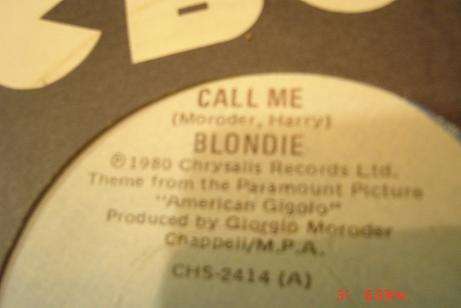 CALL ME
(Moroder, Harry)
BLONDIE
℗1980 Chrysalis Records Ltd.
Theme from the Paramount Picture
"American Gigolo"
Produced by Giorgio Moroder
Chappell/M.P.A.
CHS-2414 (A)